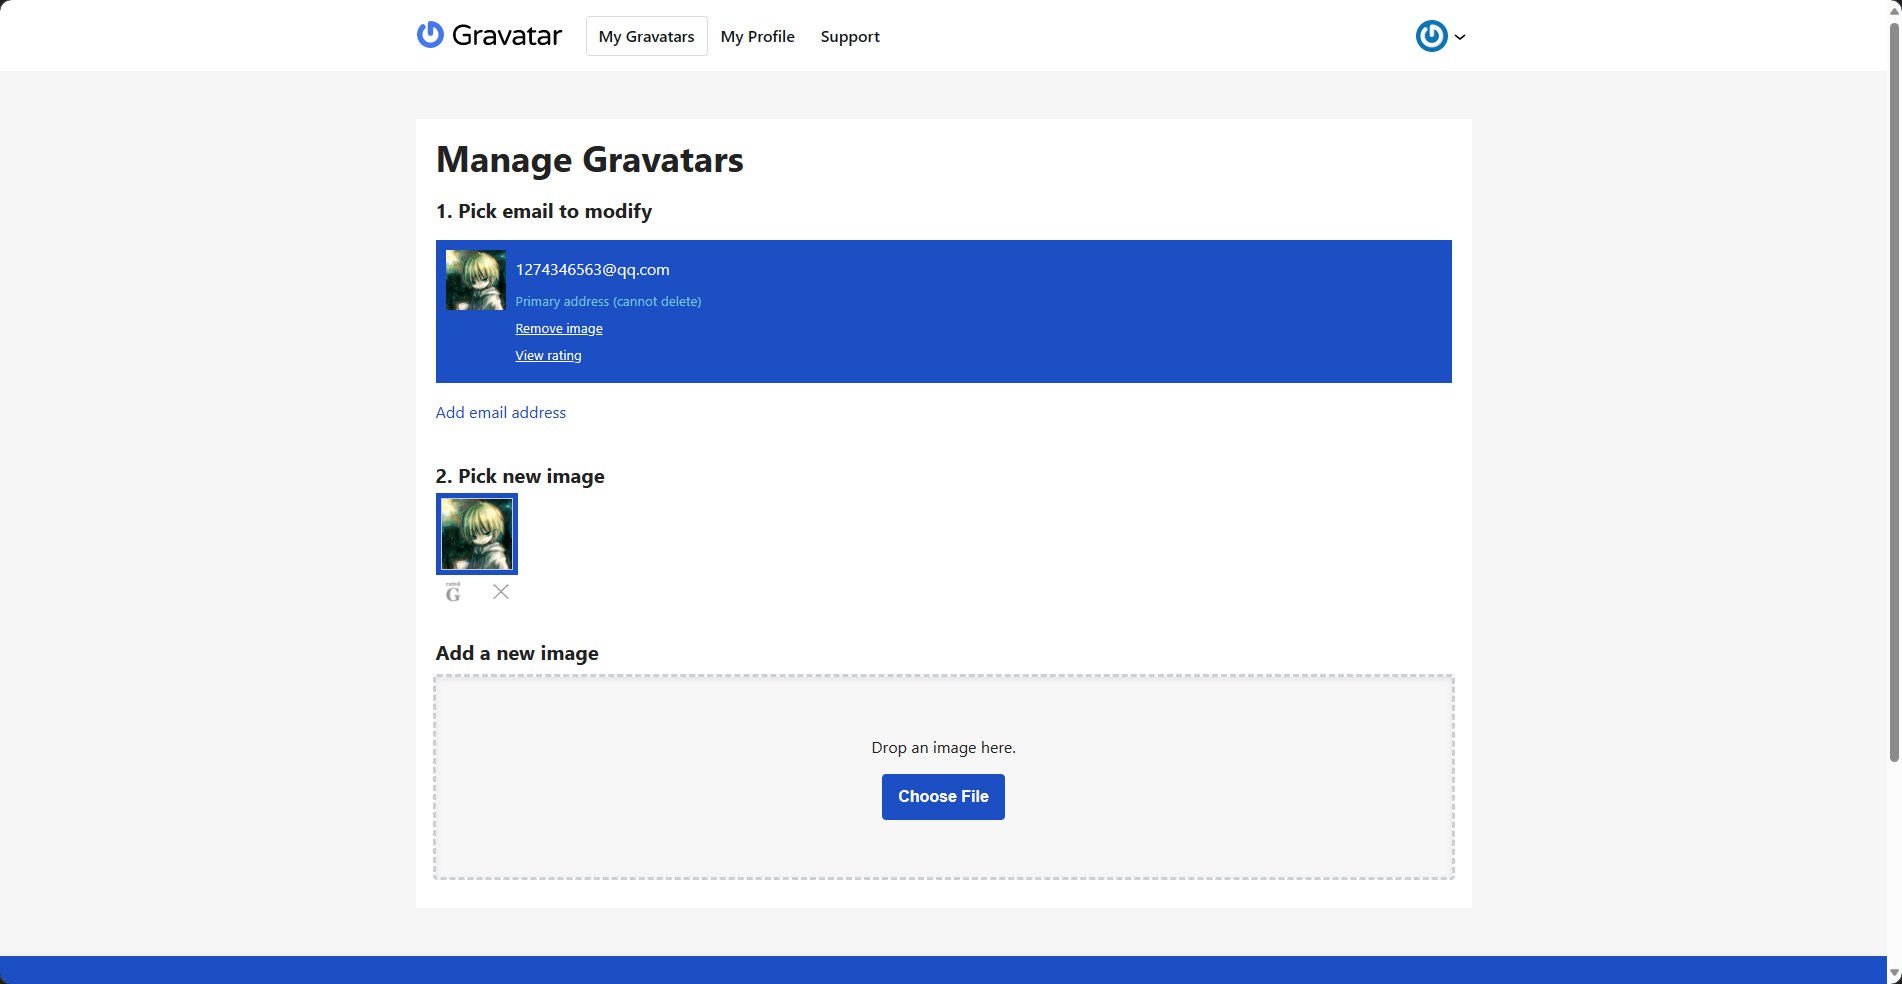 Gravatar
My Gravatars
My Profile
Support
Manage Gravatars
1. Pick email to modify
1274346563@qq.com
Primary address (cannot delete)
Remove image
View rating
Add email address
2. Pick new image
rated
G
Add a new image
Drop an image here.
Choose File